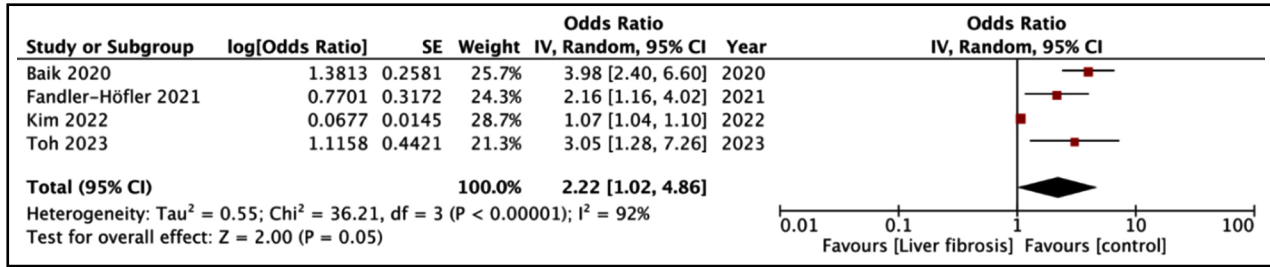 Odds Ratio Odds Ratio
Study or Subgroup log[Odds Ratio] SE Weight IV, Random, 95% CI Year IV, Random, 95% CI
Baik 2020 1.3813 0.2581 25.7% 3.98 [2.40, 6.60] 2020
Fandler-Höfler 2021 0.7701 0.3172 24.3% 2.16 [1.16, 4.02] 2021
Kim 2022 0.0677 0.0145 28.7% 1.07 [1.04, 1.10] 2022
Toh 2023 1.1158 0.4421 21.3% 3.05 [1.28, 7.26] 2023
Total (95% CI) 100.0% 2.22 [1.02, 4.86]
Heterogeneity: Tau² = 0.55; Chi² = 36.21, df = 3 (P < 0.00001); I² = 92%
Test for overall effect: Z = 2.00 (P = 0.05)
0.01 0.1 1 10 100
Favours [Liver fibrosis] Favours [control]